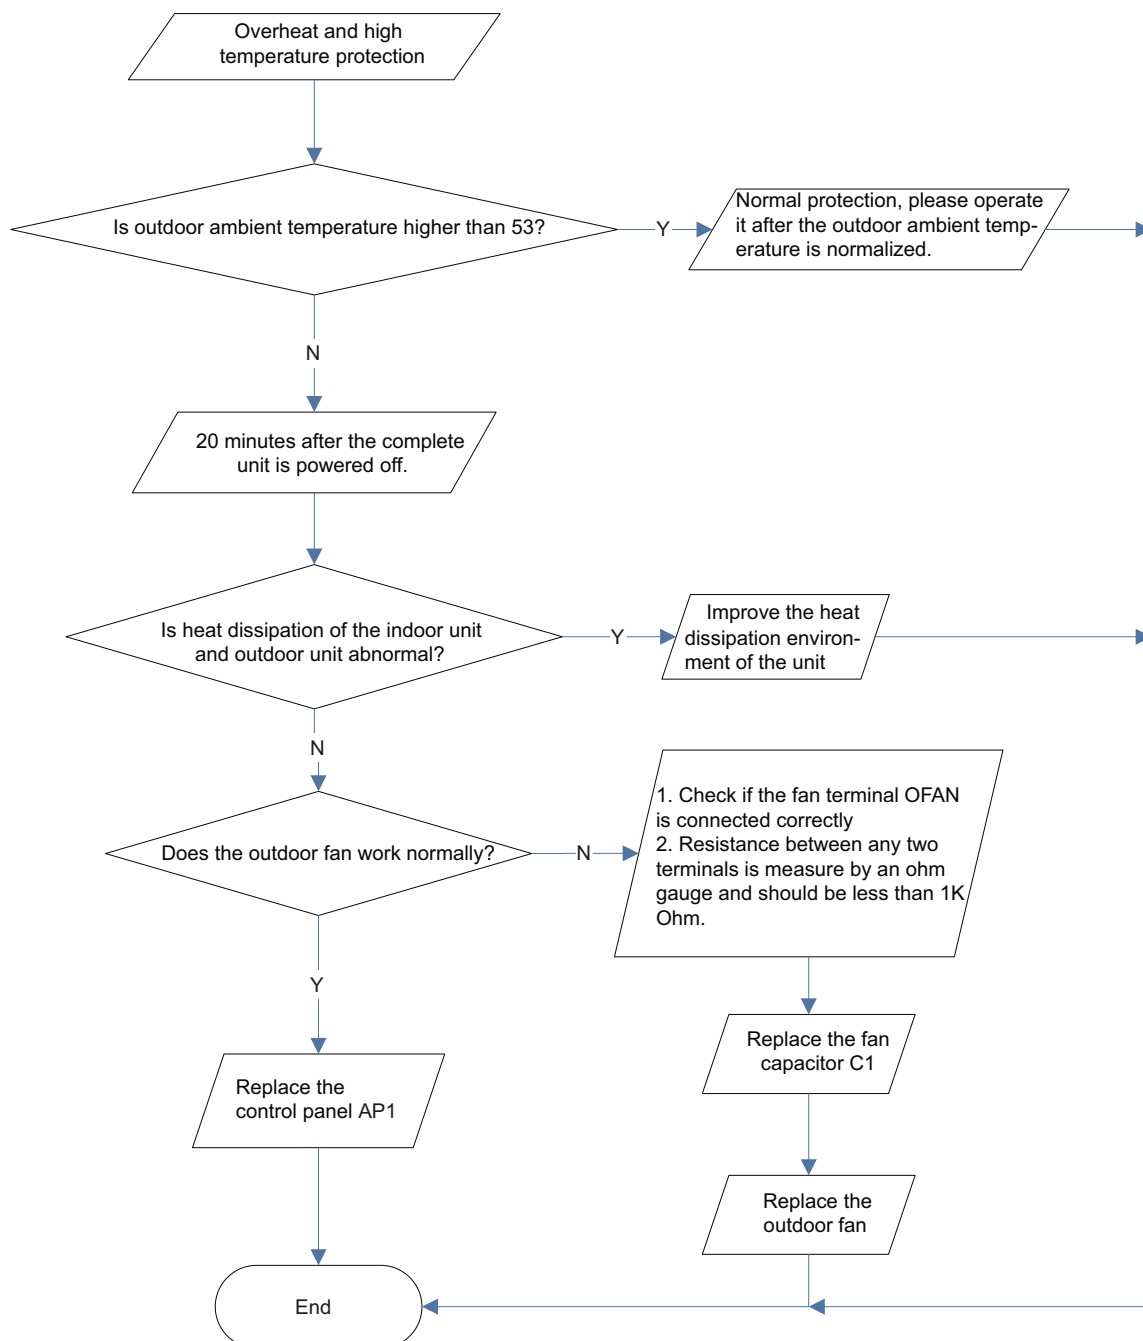 Overheat and high
temperature protection
Is outdoor ambient temperature higher than 53?
Y
Normal protection, please operate
it after the outdoor ambient temp-
erature is normalized.
N
20 minutes after the complete
unit is powered off.
Is heat dissipation of the indoor unit
and outdoor unit abnormal?
Y
Improve the heat
dissipation environ-
ment of the unit
N
Does the outdoor fan work normally?
N
1. Check if the fan terminal OFAN
is connected correctly
2. Resistance between any two
terminals is measure by an ohm
gauge and should be less than 1K
Ohm.
Y
Replace the fan
capacitor C1
Replace the
control panel AP1
Replace the
outdoor fan
End